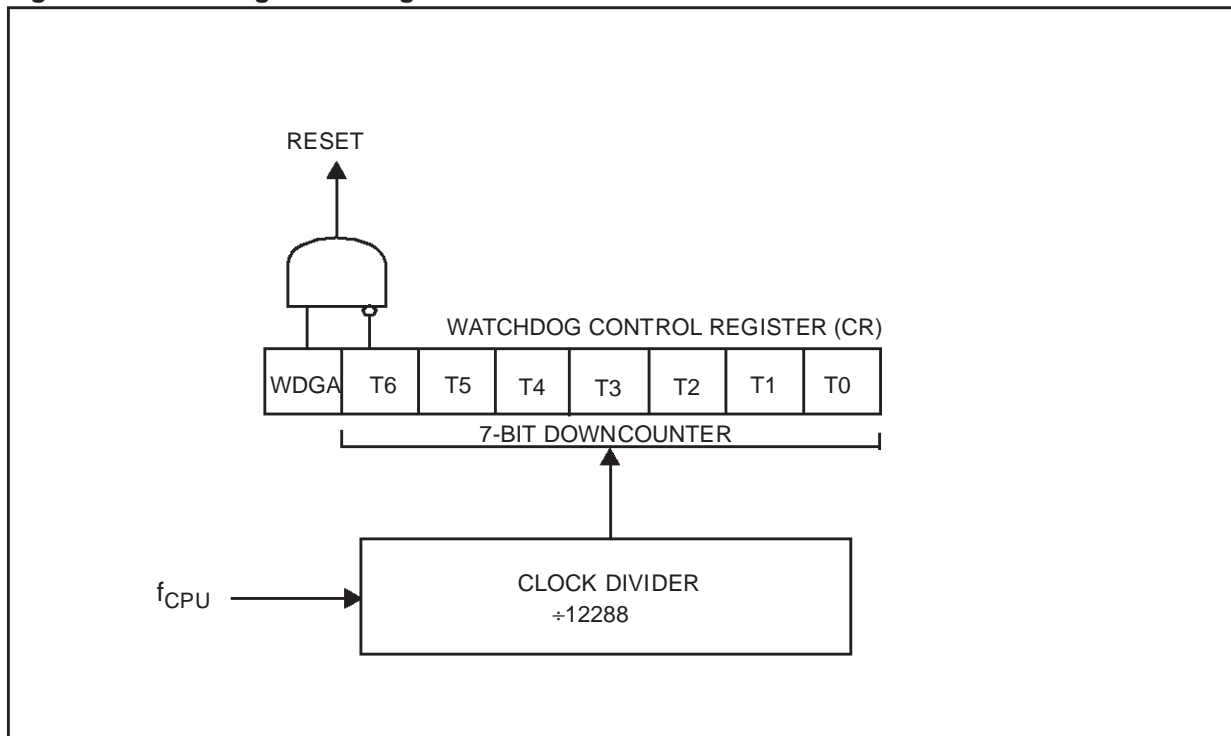 RESET
WATCHDOG CONTROL REGISTER (CR)
WDGA T6 T5 T4 T3 T2 T1 T0
7-BIT DOWNCOUNTER
fCPU
CLOCK DIVIDER
÷12288